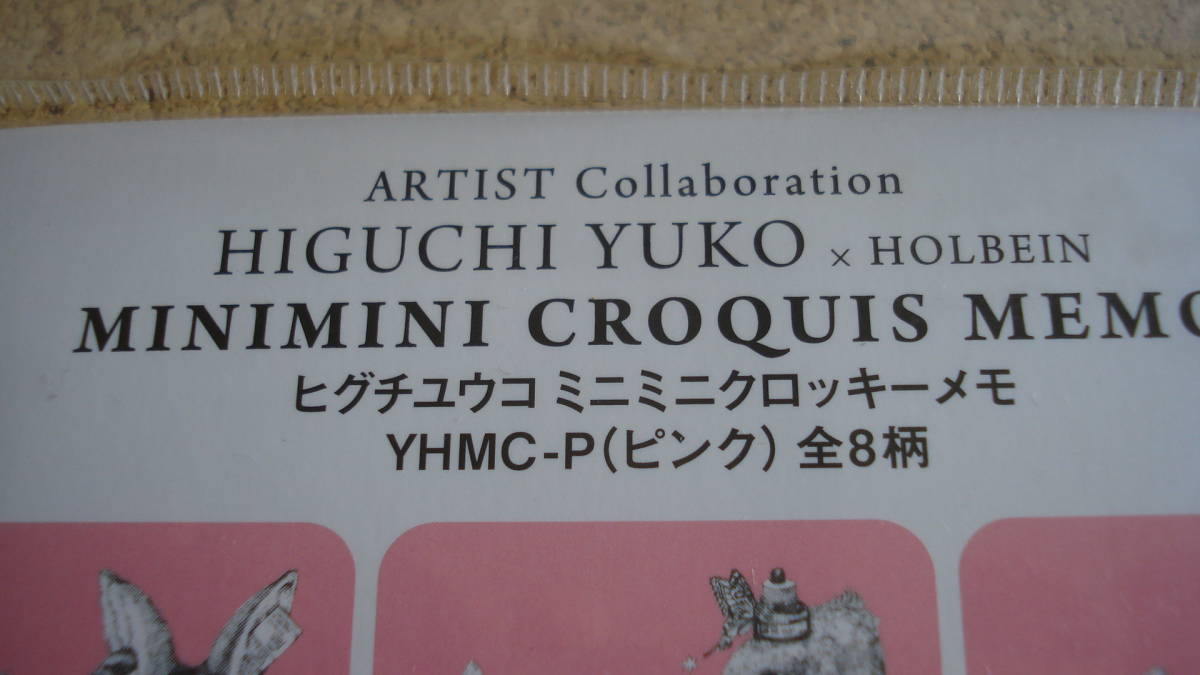 ARTIST Collaboration
HIGUCHI YUKO × HOLBEIN
MINIMINI CROQUIS MEMO
ヒグチユウコ ミニミニクロッキーメモ
YHMC-P(ピンク) 全8柄